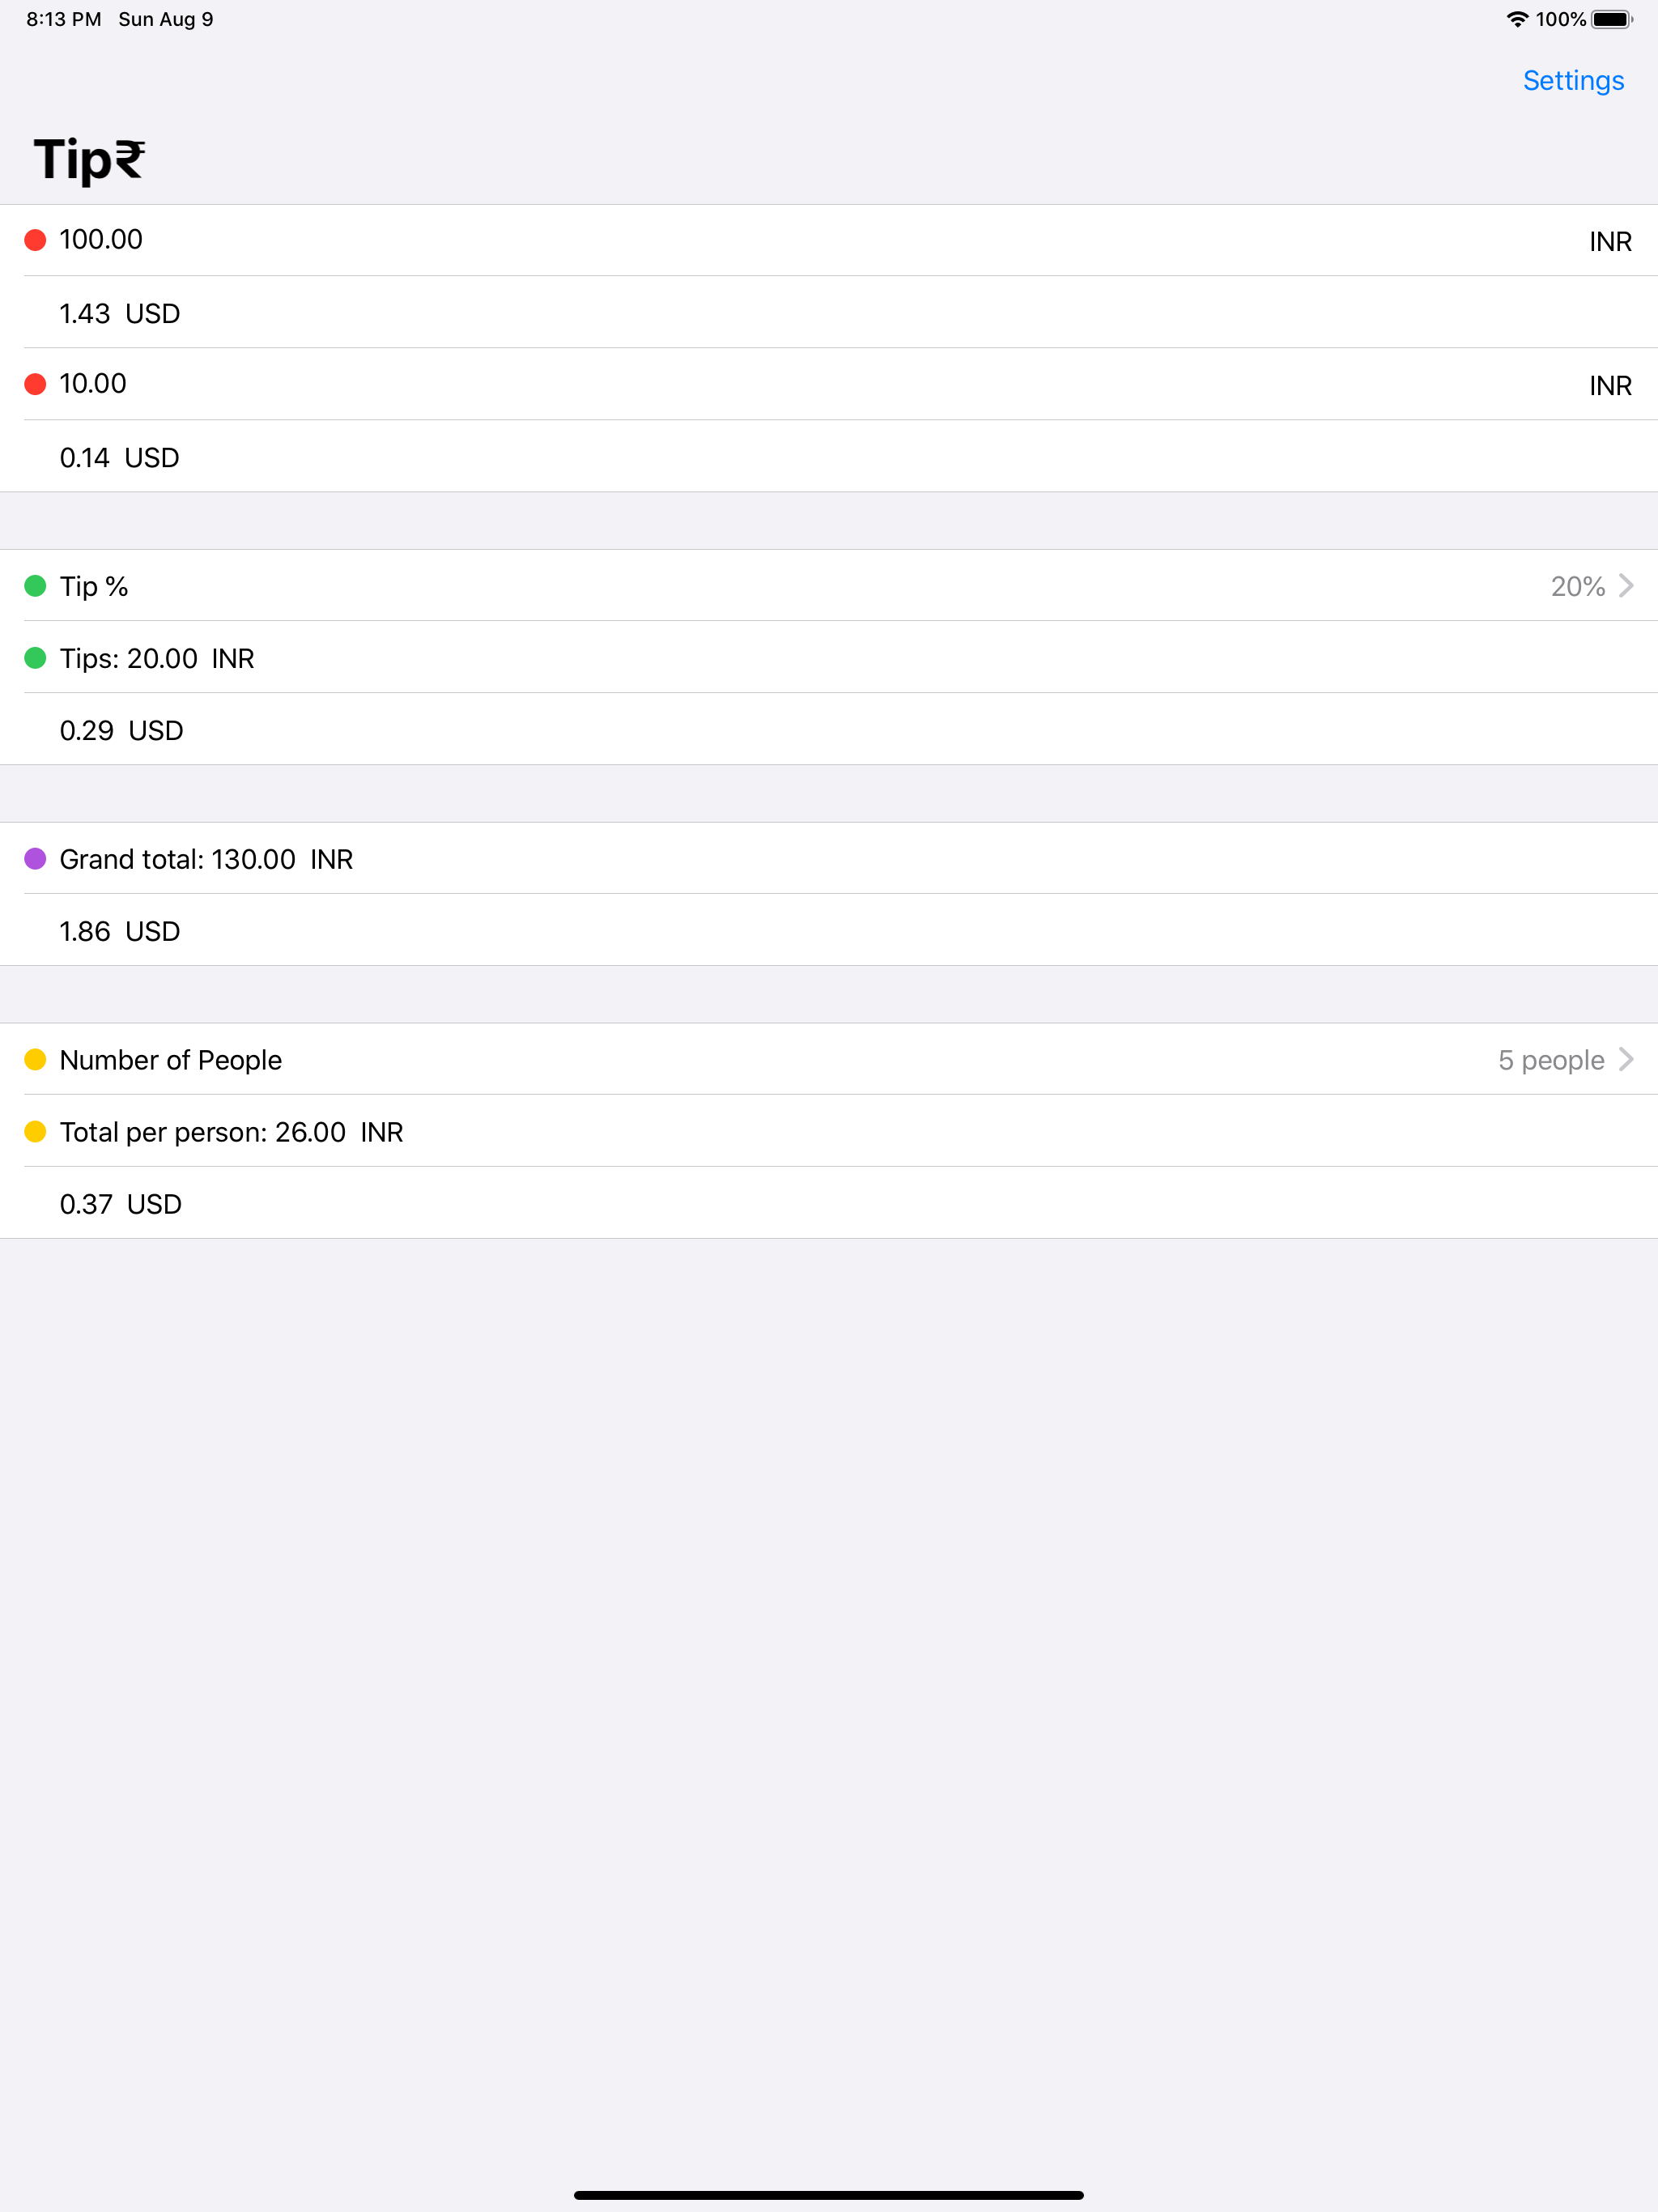 8:13 PM Sun Aug 9 100%
Settings
Tip₹
100.00 INR
1.43 USD
10.00 INR
0.14 USD
Tip % 20%
Tips: 20.00 INR
0.29 USD
Grand total: 130.00 INR
1.86 USD
Number of People 5 people
Total per person: 26.00 INR
0.37 USD